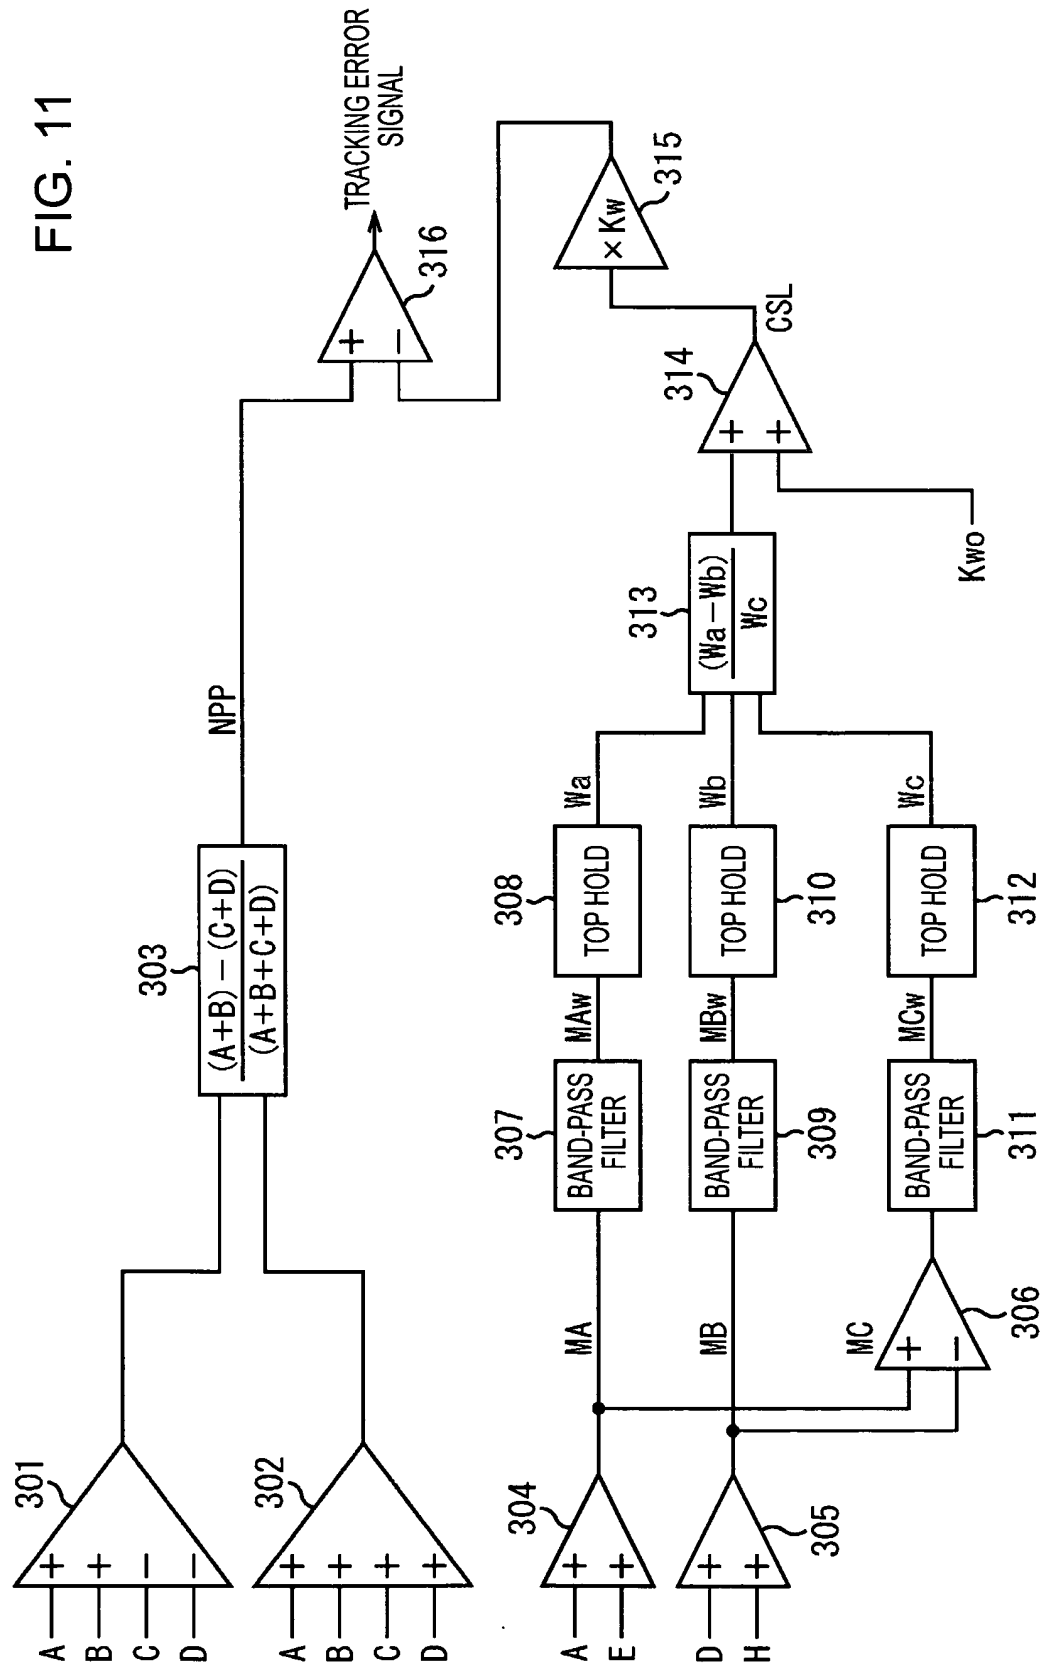 FIG. 11
301
A +
B +
C −
D −
302
A +
B +
C +
D +
303
(A+B)−(C+D)
(A+B+C+D)
NPP
+
−
316
TRACKING ERROR
SIGNAL
304
A +
E +
MA
307
BAND-PASS
FILTER
MAw
308
TOP HOLD
Wa
305
D +
H +
MB
309
BAND-PASS
FILTER
MBw
310
TOP HOLD
Wb
MC
+
−
306
311
BAND-PASS
FILTER
MCw
312
TOP HOLD
Wc
313
(Wa−Wb)
Wc
Kwo
314
+
+
CSL
×Kw
315